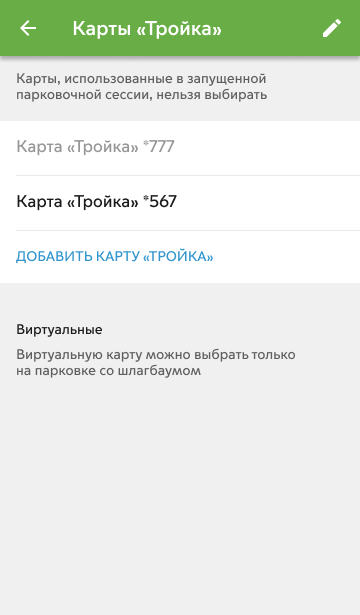 Карты «Тройка»
Карты, использованные в запущенной
парковочной сессии, нельзя выбирать
Карта «Тройка» *777
Карта «Тройка» *567
ДОБАВИТЬ КАРТУ «ТРОЙКА»
Виртуальные
Виртуальную карту можно выбрать только
на парковке со шлагбаумом